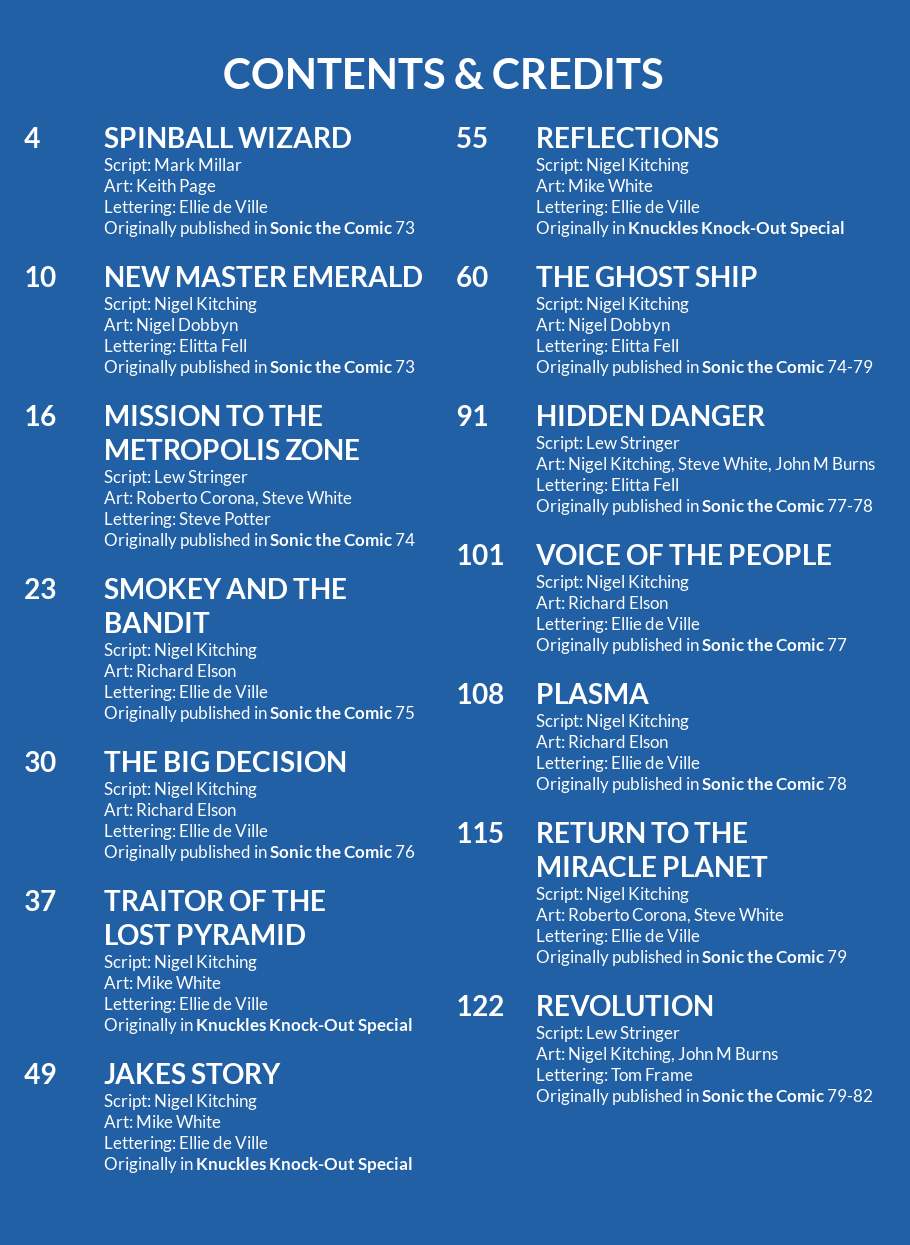 CONTENTS & CREDITS
4
SPINBALL WIZARD
Script: Mark Millar
Art: Keith Page
Lettering: Ellie de Ville
Originally published in Sonic the Comic 73
10
NEW MASTER EMERALD
Script: Nigel Kitching
Art: Nigel Dobbyn
Lettering: Elitta Fell
Originally published in Sonic the Comic 73
16
MISSION TO THE
METROPOLIS ZONE
Script: Lew Stringer
Art: Roberto Corona, Steve White
Lettering: Steve Potter
Originally published in Sonic the Comic 74
23
SMOKEY AND THE
BANDIT
Script: Nigel Kitching
Art: Richard Elson
Lettering: Ellie de Ville
Originally published in Sonic the Comic 75
30
THE BIG DECISION
Script: Nigel Kitching
Art: Richard Elson
Lettering: Ellie de Ville
Originally published in Sonic the Comic 76
37
TRAITOR OF THE
LOST PYRAMID
Script: Nigel Kitching
Art: Mike White
Lettering: Ellie de Ville
Originally in Knuckles Knock-Out Special
49
JAKES STORY
Script: Nigel Kitching
Art: Mike White
Lettering: Ellie de Ville
Originally in Knuckles Knock-Out Special
55
REFLECTIONS
Script: Nigel Kitching
Art: Mike White
Lettering: Ellie de Ville
Originally in Knuckles Knock-Out Special
60
THE GHOST SHIP
Script: Nigel Kitching
Art: Nigel Dobbyn
Lettering: Elitta Fell
Originally published in Sonic the Comic 74-79
91
HIDDEN DANGER
Script: Lew Stringer
Art: Nigel Kitching, Steve White, John M Burns
Lettering: Elitta Fell
Originally published in Sonic the Comic 77-78
101
VOICE OF THE PEOPLE
Script: Nigel Kitching
Art: Richard Elson
Lettering: Ellie de Ville
Originally published in Sonic the Comic 77
108
PLASMA
Script: Nigel Kitching
Art: Richard Elson
Lettering: Ellie de Ville
Originally published in Sonic the Comic 78
115
RETURN TO THE
MIRACLE PLANET
Script: Nigel Kitching
Art: Roberto Corona, Steve White
Lettering: Ellie de Ville
Originally published in Sonic the Comic 79
122
REVOLUTION
Script: Lew Stringer
Art: Nigel Kitching, John M Burns
Lettering: Tom Frame
Originally published in Sonic the Comic 79-82